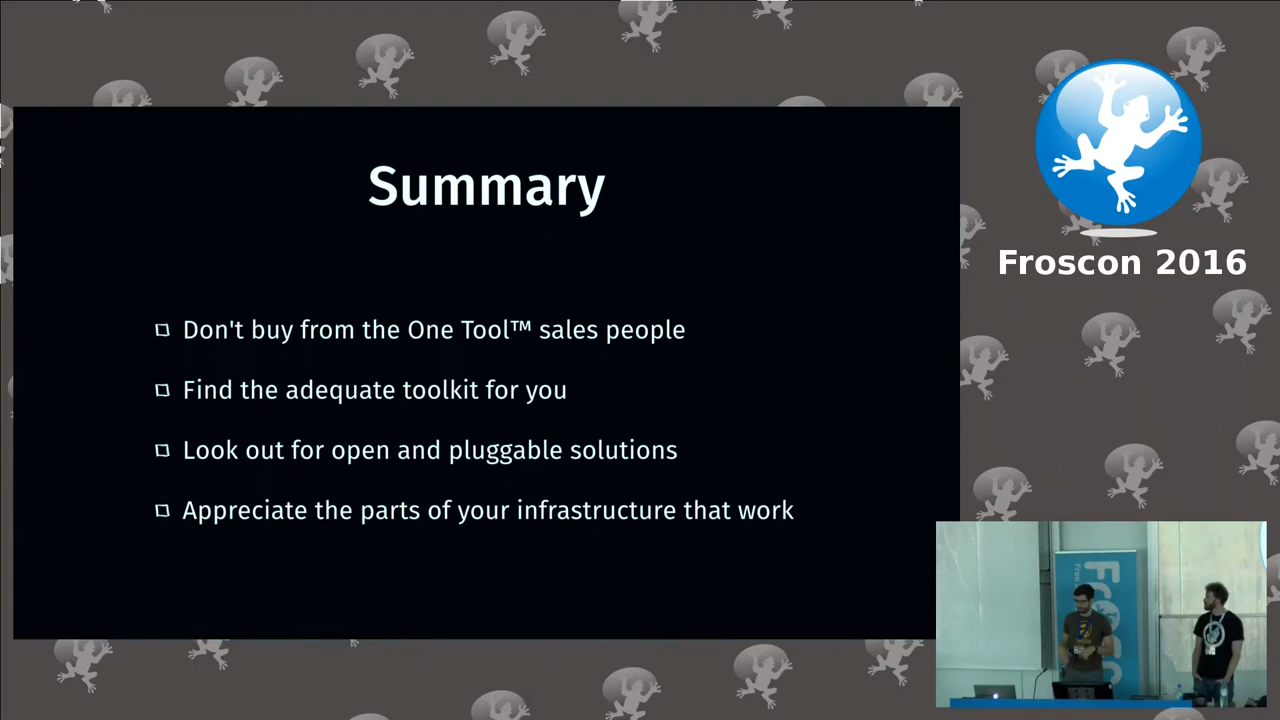 Summary
Don't buy from the One Tool™ sales people
Find the adequate toolkit for you
Look out for open and pluggable solutions
Appreciate the parts of your infrastructure that work
Froscon 2016